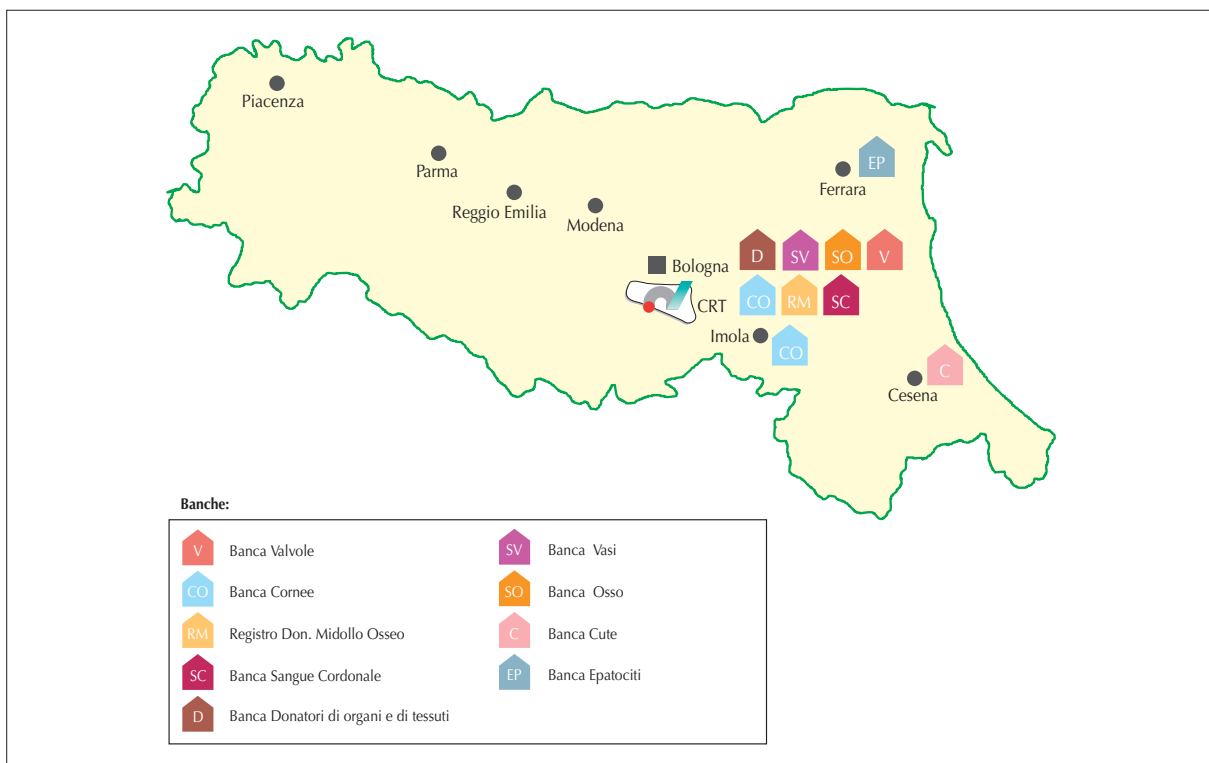 Piacenza
Parma
EP
Ferrara
Reggio Emilia
Modena
D SV SO V
Bologna
CO RM SC
CRT
Imola
CO
C
Cesena
Banche:
V Banca Valvole
SV Banca Vasi
CO Banca Cornee
SO Banca Osso
RM Registro Don. Midollo Osseo
C Banca Cute
SC Banca Sangue Cordonale
EP Banca Epatociti
D Banca Donatori di organi e di tessuti